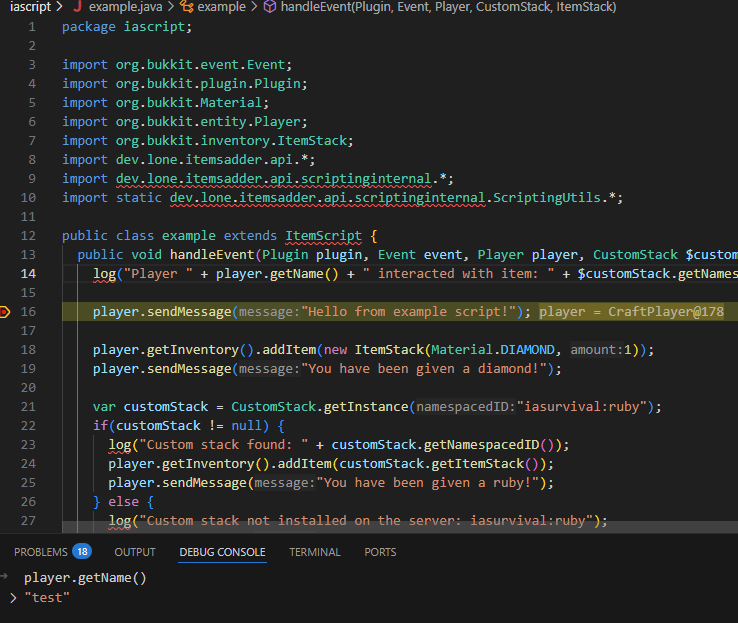 iascript > example.java > example > handleEvent(Plugin, Event, Player, CustomStack, ItemStack)
1 package iascript;
2
3 import org.bukkit.event.Event;
4 import org.bukkit.plugin.Plugin;
5 import org.bukkit.Material;
6 import org.bukkit.entity.Player;
7 import org.bukkit.inventory.ItemStack;
8 import dev.lone.itemsadder.api.*;
9 import dev.lone.itemsadder.api.scriptinginternal.*;
10 import static dev.lone.itemsadder.api.scriptinginternal.ScriptingUtils.*;
11
12 public class example extends ItemScript {
13 public void handleEvent(Plugin plugin, Event event, Player player, CustomStack $custom
14 log("Player " + player.getName() + " interacted with item: " + $customStack.getNames
15
16 player.sendMessage(message:"Hello from example script!"); player = CraftPlayer@178
17
18 player.getInventory().addItem(new ItemStack(Material.DIAMOND, amount:1));
19 player.sendMessage(message:"You have been given a diamond!");
20
21 var customStack = CustomStack.getInstance(namespacedID:"iasurvival:ruby");
22 if(customStack != null) {
23 log("Custom stack found: " + customStack.getNamespacedID());
24 player.getInventory().addItem(customStack.getItemStack());
25 player.sendMessage(message:"You have been given a ruby!");
26 } else {
27 log("Custom stack not installed on the server: iasurvival:ruby");
PROBLEMS 18 OUTPUT DEBUG CONSOLE TERMINAL PORTS
→ player.getName()
> "test"